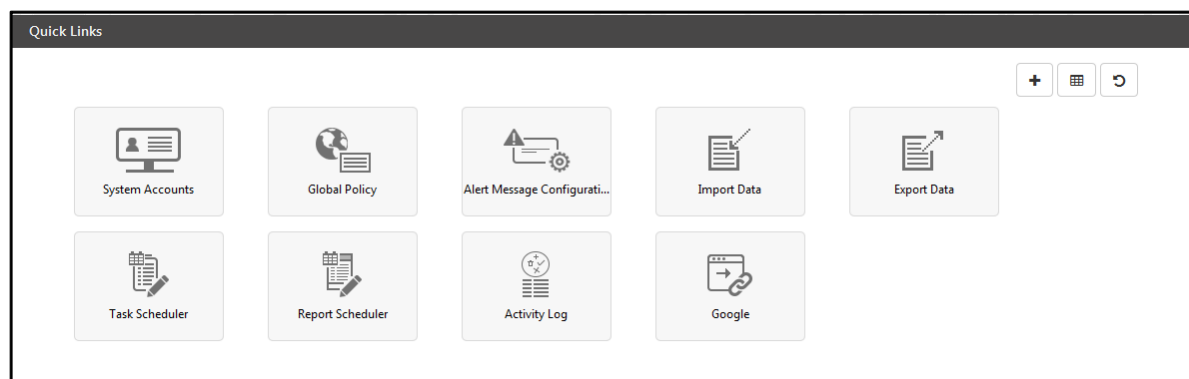 Quick Links
System Accounts
Global Policy
Alert Message Configurati...
Import Data
Export Data
Task Scheduler
Report Scheduler
Activity Log
Google